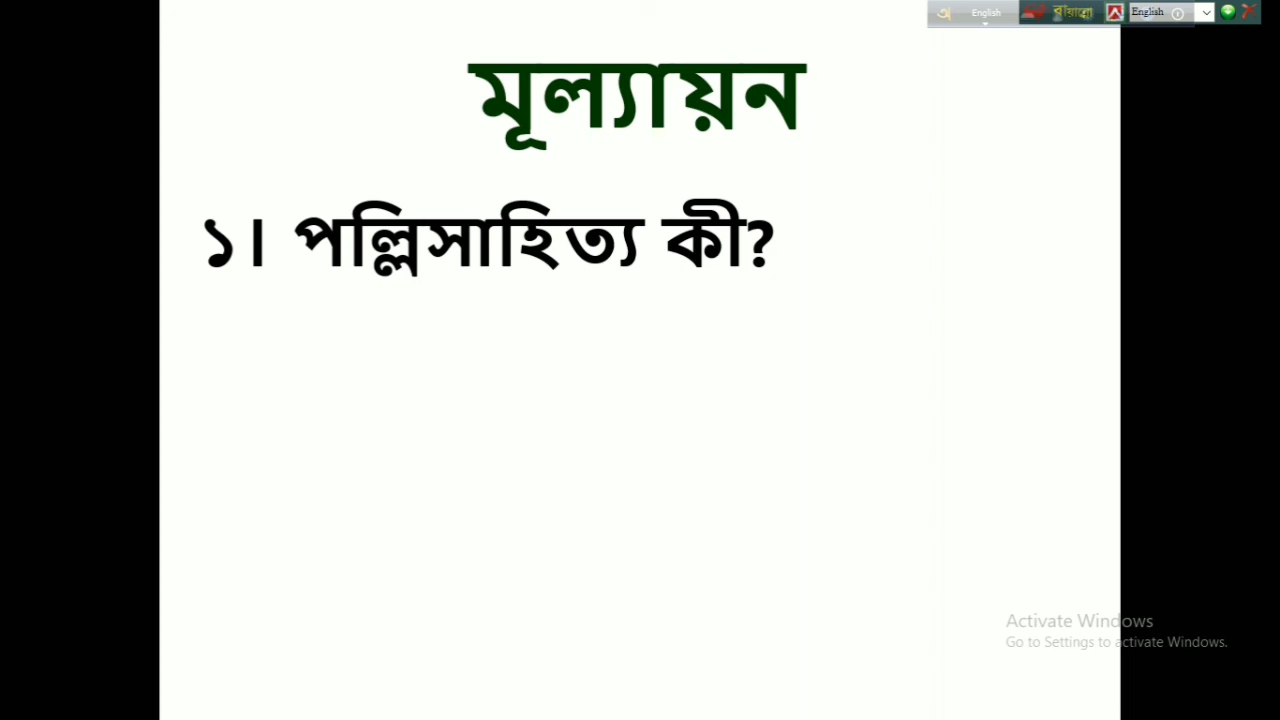 অ English English
মূল্যায়ন
১। পল্লিসাহিত্য কী?
Activate Windows
Go to Settings to activate Windows.